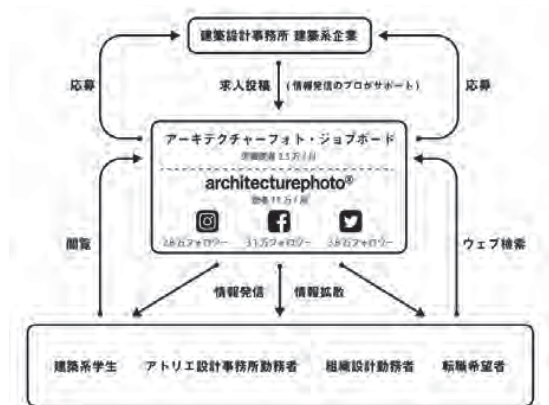 建築設計事務所 建築系企業
応募
求人投稿 (情報発信のプロがサポート)
応募
アーキテクチャーフォト・ジョブボード
architecturephoto®
閲覧
ウェブ検索
情報発信 情報拡散
建築系学生 アトリエ設計事務所勤務者 組織設計勤務者 転職希望者